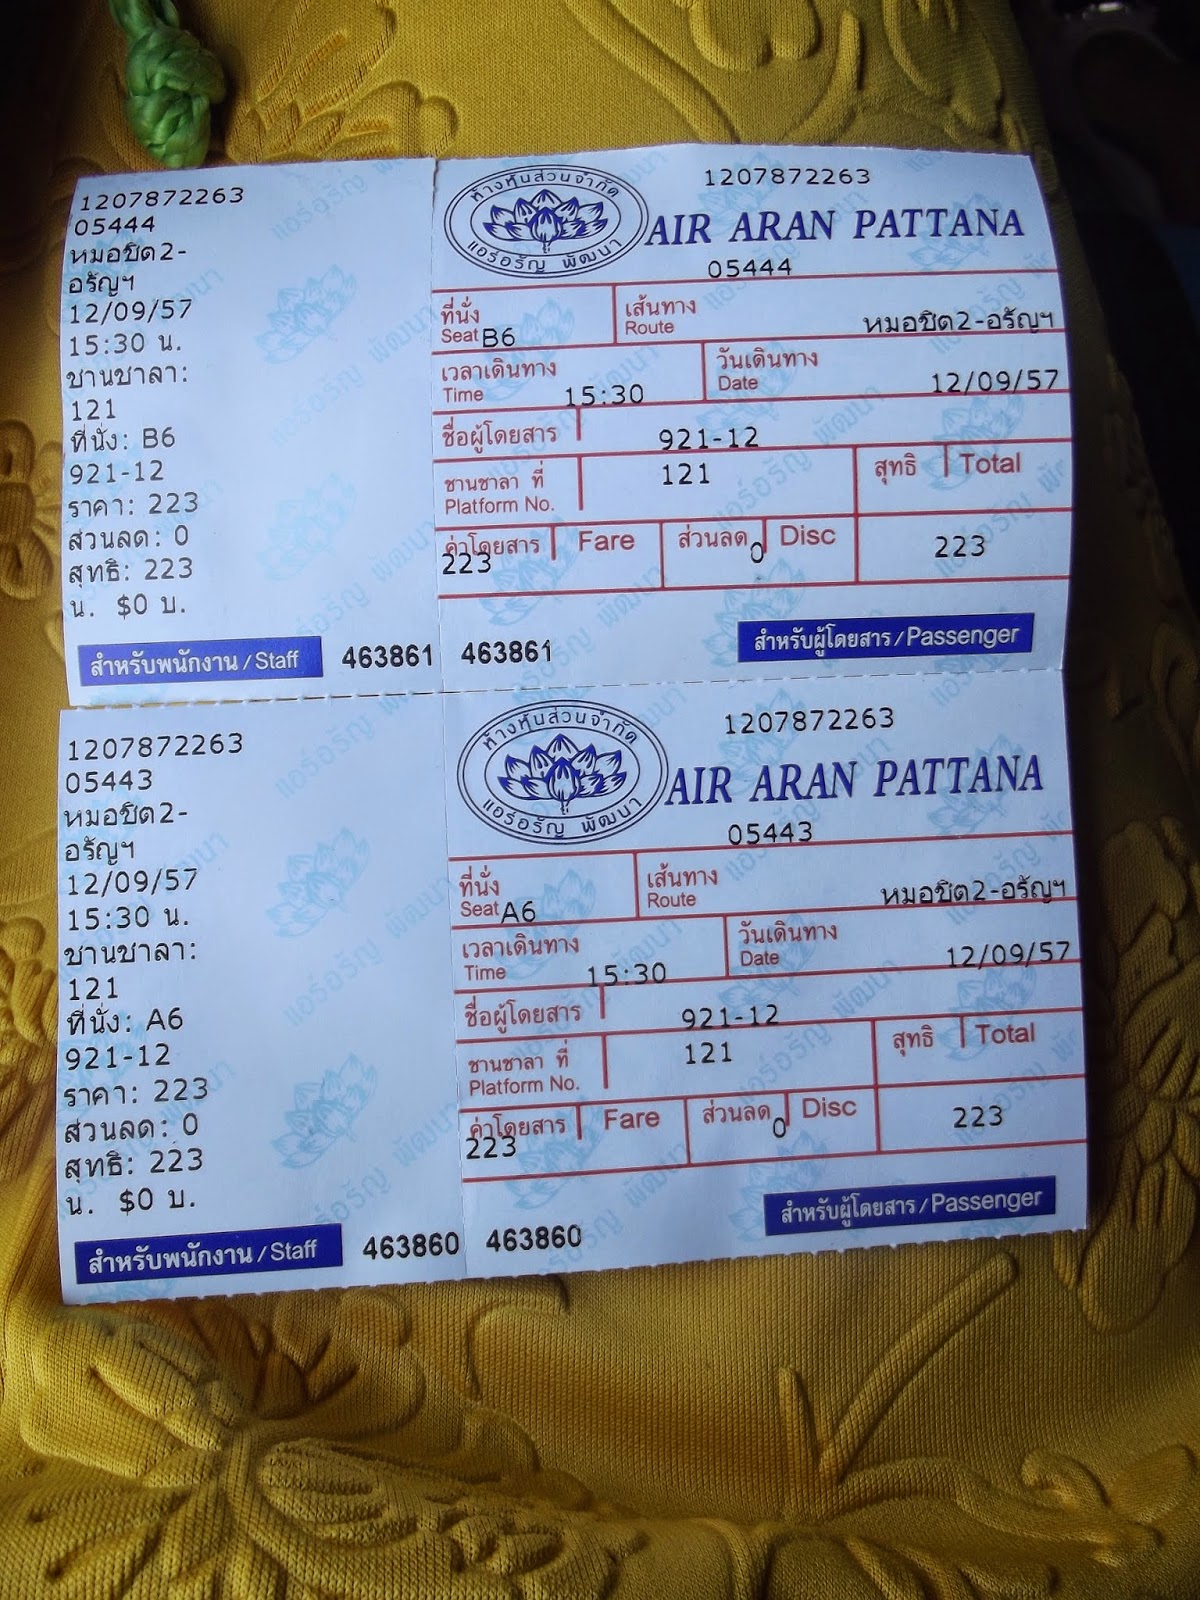 1207872263
05444
หมอชิต2-
อรัญฯ
12/09/57
15:30 น.
ชานชาลา:
121
ที่นั่ง: B6
921-12
ราคา: 223
ส่วนลด: 0
สุทธิ: 223
น. $0 บ.
สำหรับพนักงาน / Staff 463861
ห้างหุ้นส่วนจำกัด
แอร์อรัญ พัฒนา
1207872263
AIR ARAN PATTANA
05444
ที่นั่ง เส้นทาง
Seat B6 Route หมอชิต2-อรัญฯ
เวลาเดินทาง วันเดินทาง
Time 15:30 Date 12/09/57
ชื่อผู้โดยสาร 921-12
ชานชาลา ที่ 121 สุทธิ Total
Platform No.
ค่าโดยสาร Fare ส่วนลด Disc
223 0 223
463861 สำหรับผู้โดยสาร / Passenger
1207872263
05443
หมอชิต2-
อรัญฯ
12/09/57
15:30 น.
ชานชาลา:
121
ที่นั่ง: A6
921-12
ราคา: 223
ส่วนลด: 0
สุทธิ: 223
น. $0 บ.
สำหรับพนักงาน / Staff 463860
ห้างหุ้นส่วนจำกัด
แอร์อรัญ พัฒนา
1207872263
AIR ARAN PATTANA
05443
ที่นั่ง เส้นทาง
Seat A6 Route หมอชิต2-อรัญฯ
เวลาเดินทาง วันเดินทาง
Time 15:30 Date 12/09/57
ชื่อผู้โดยสาร 921-12
ชานชาลา ที่ 121 สุทธิ Total
Platform No.
ค่าโดยสาร Fare ส่วนลด Disc
223 0 223
463860 สำหรับผู้โดยสาร / Passenger